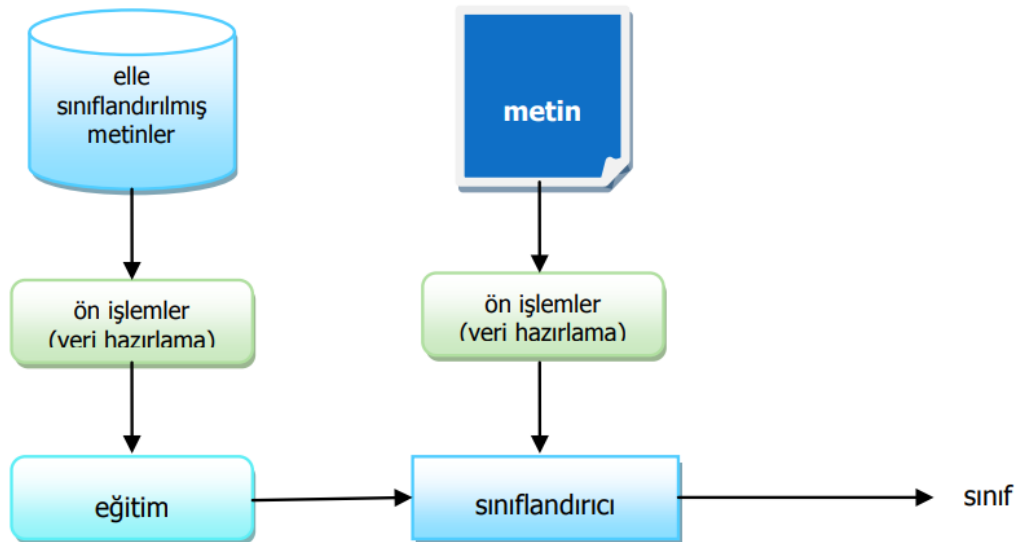 elle
sınıflandırılmış
metinler
metin
ön işlemler
(veri hazırlama)
ön işlemler
(veri hazırlama)
eğitim
sınıflandırıcı
sınıf